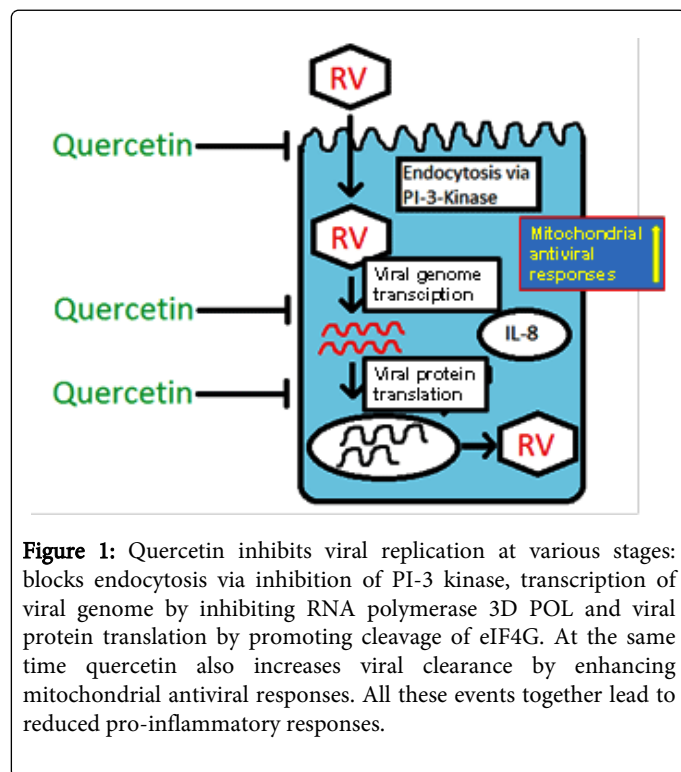 RV
Quercetin
Endocytosis via
PI-3-Kinase
RV
Mitochondrial
antiviral
responses
Viral genome
transciption
Quercetin
IL-8
Viral protein
translation
Quercetin
RV
Figure 1: Quercetin inhibits viral replication at various stages:
blocks endocytosis via inhibition of PI-3 kinase, transcription of
viral genome by inhibiting RNA polymerase 3D POL and viral
protein translation by promoting cleavage of eIF4G. At the same
time quercetin also increases viral clearance by enhancing
mitochondrial antiviral responses. All these events together lead to
reduced pro-inflammatory responses.